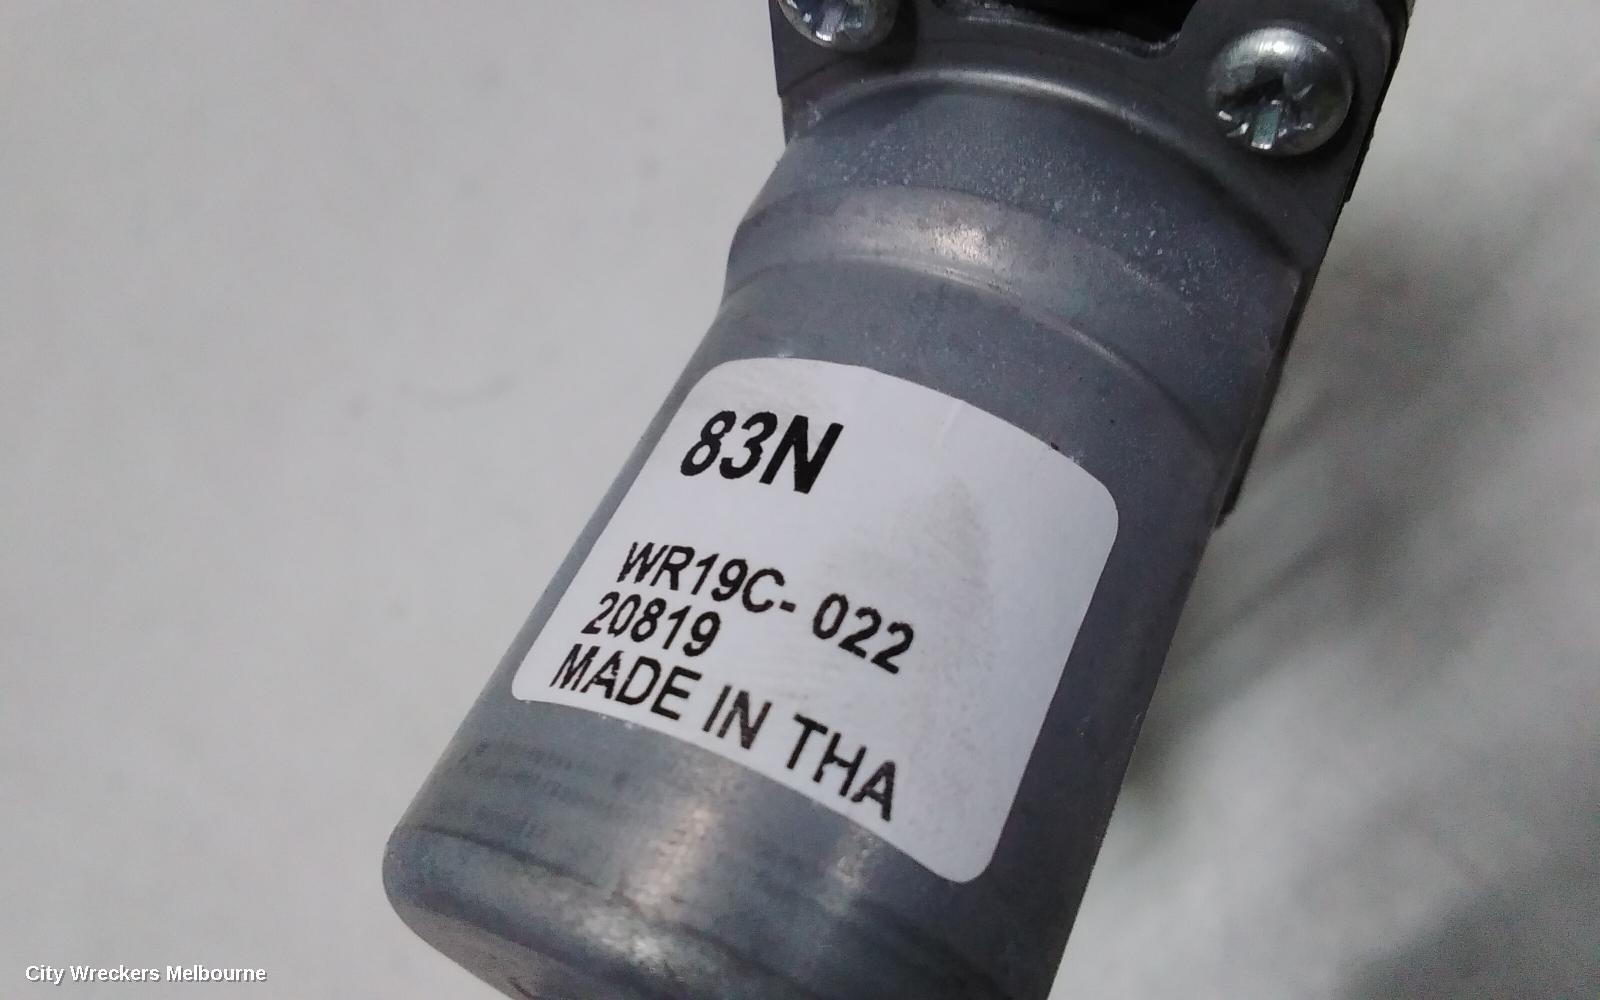 83N
WR19C- 022
20819
MADE IN THA
City Wreckers Melbourne